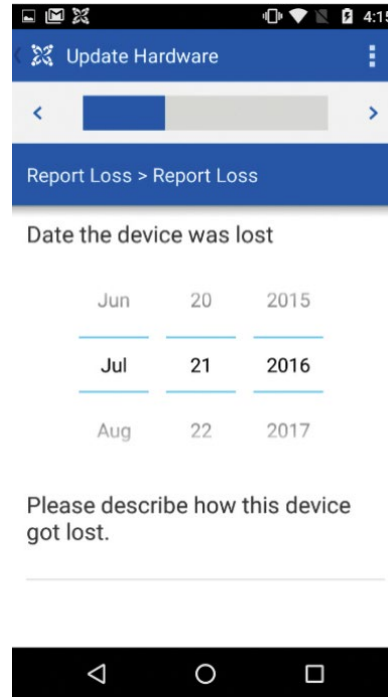 4:15
Update Hardware
Report Loss > Report Loss
Date the device was lost
Jun 20 2015
Jul 21 2016
Aug 22 2017
Please describe how this device
got lost.